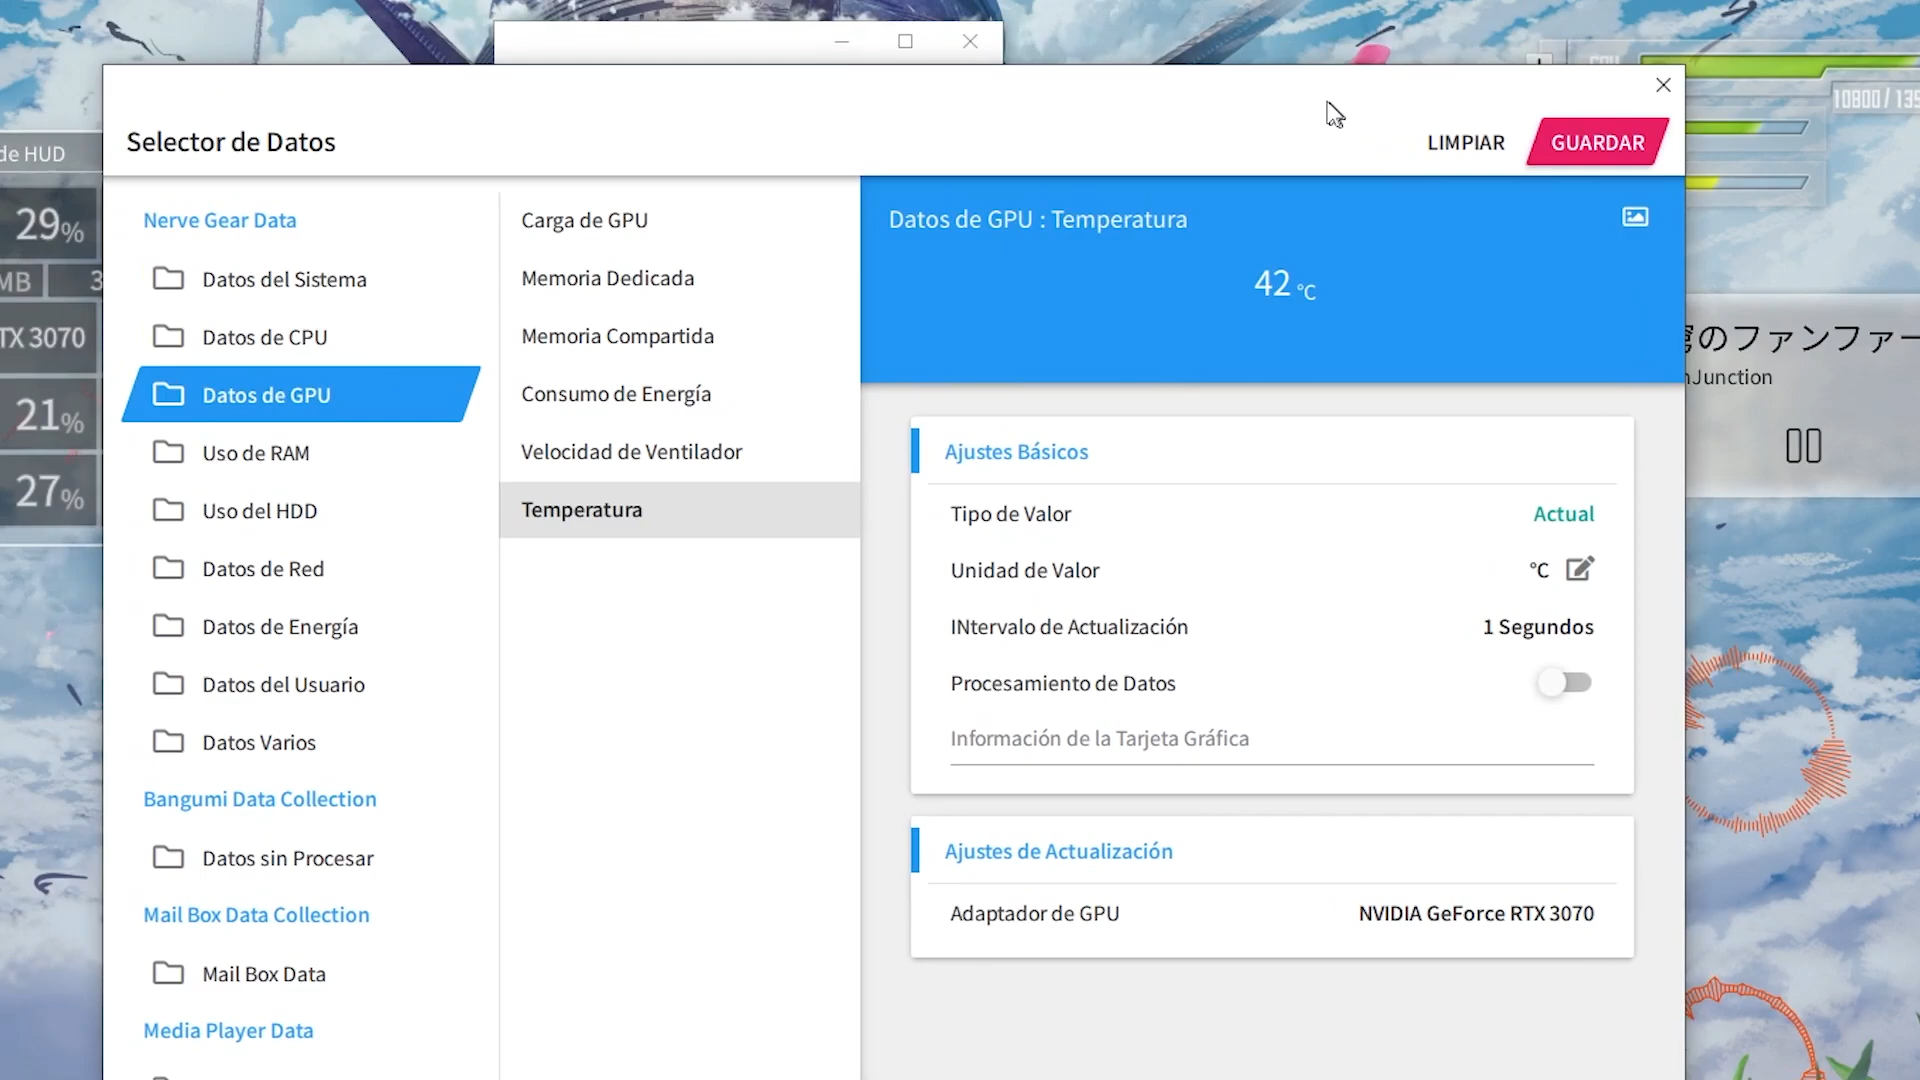 10800 / 135
Selector de Datos
LIMPIAR
GUARDAR
de HUD
29%
MB
3
TX 3070
21%
27%
Nerve Gear Data
Datos del Sistema
Datos de CPU
Datos de GPU
Uso de RAM
Uso del HDD
Datos de Red
Datos de Energía
Datos del Usuario
Datos Varios
Bangumi Data Collection
Datos sin Procesar
Mail Box Data Collection
Mail Box Data
Media Player Data
Carga de GPU
Memoria Dedicada
Memoria Compartida
Consumo de Energía
Velocidad de Ventilador
Temperatura
Datos de GPU : Temperatura
42 °C
Ajustes Básicos
Tipo de Valor Actual
Unidad de Valor °C
INtervalo de Actualización 1 Segundos
Procesamiento de Datos
Información de la Tarjeta Gráfica
Ajustes de Actualización
Adaptador de GPU NVIDIA GeForce RTX 3070
のファンファー
nJunction